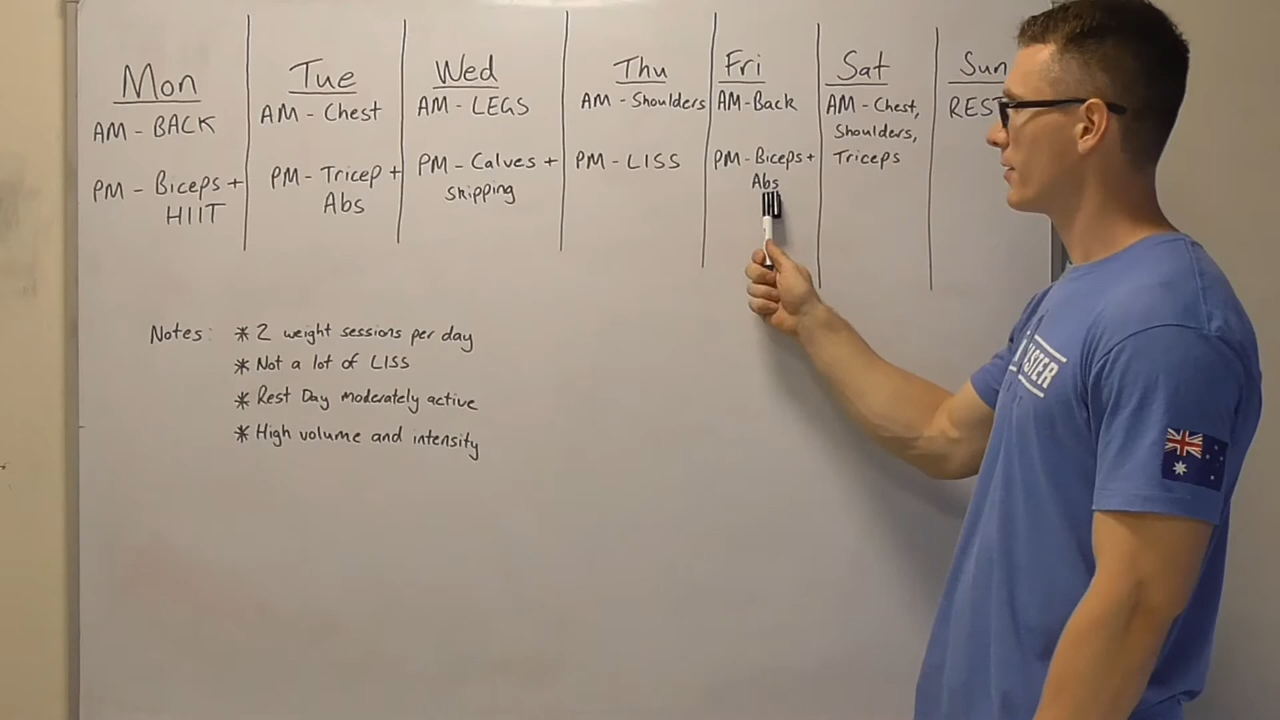 Mon
AM - BACK
PM - Biceps +
HIIT
Tue
AM - Chest
PM - Tricep +
Abs
Wed
AM - LEGS
PM - Calves +
Skipping
Thu
AM - Shoulders
PM - LISS
Fri
AM - Back
PM - Biceps +
Abs
Sat
AM - Chest,
Shoulders,
Triceps
Sun
REST
Notes: * 2 weight sessions per day
* Not a lot of LISS
* Rest Day moderately active
* High volume and intensity